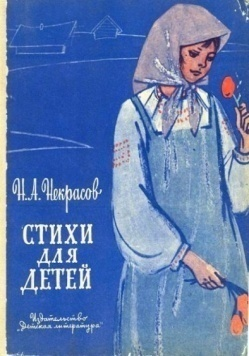 Н.А.Некрасов
СТИХИ
ДЛЯ
ДЕТЕЙ
Издательство
"Детская литература"